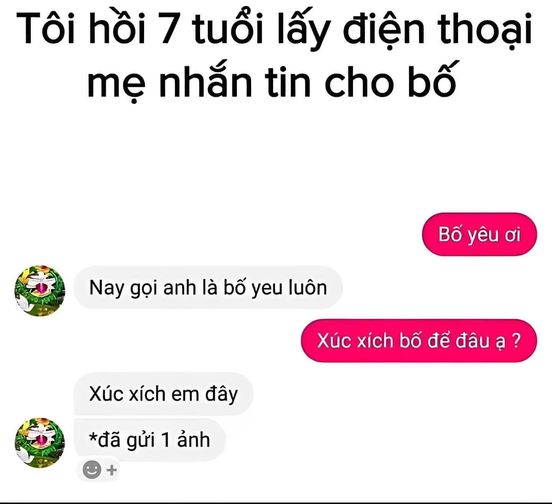 Tôi hồi 7 tuổi lấy điện thoại
mẹ nhắn tin cho bố
Bố yêu ơi
Nay gọi anh là bố yeu luôn
Xúc xích bố để đâu ạ ?
Xúc xích em đây
*đã gửi 1 ảnh